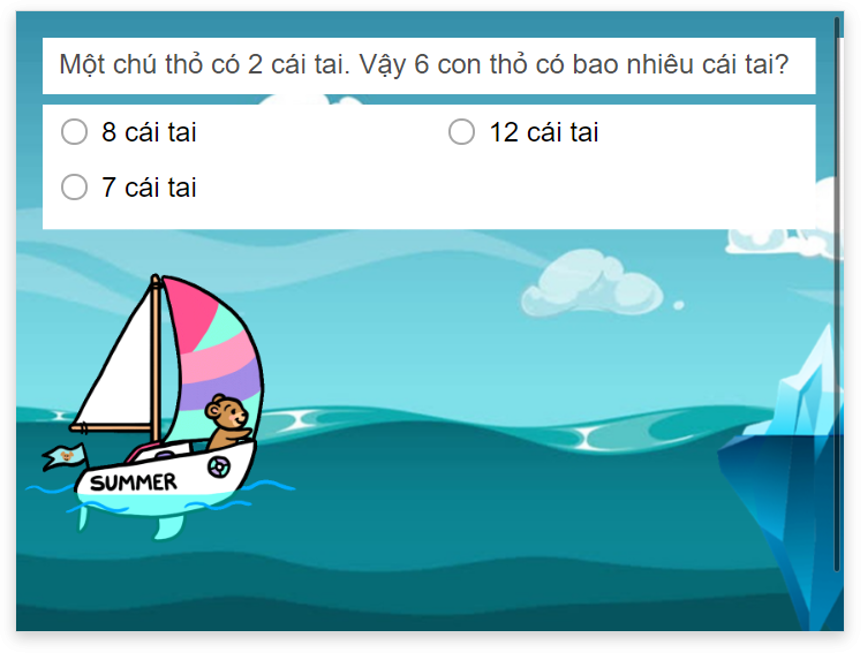 Một chú thỏ có 2 cái tai. Vậy 6 con thỏ có bao nhiêu cái tai?
8 cái tai
12 cái tai
7 cái tai
SUMMER